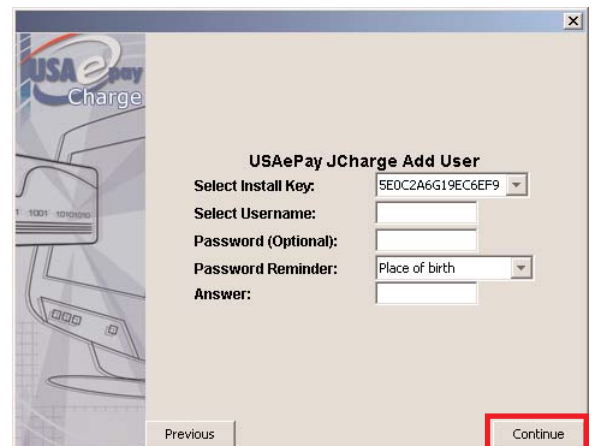 USA ePay
Charge
1001 10101010
USAePay JCharge Add User
Select Install Key: 5E0C2A6G19EC6EF9
Select Username:
Password (Optional):
Password Reminder: Place of birth
Answer:
Previous Continue